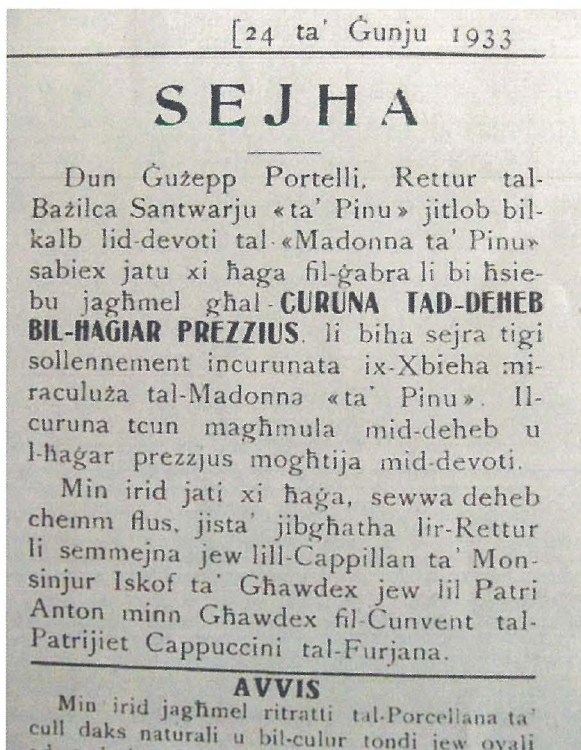 [24 ta' Ġunju 1933
SEJHA
Dun Ġużepp Portelli, Rettur tal-
Bażilca Santwarju «ta' Pinu» jitlob bil-
kalb lid-devoti tal-«Madonna ta' Pinu»
sabiex jatu xi ħaga fil-ġabra li bi ħsie-
bu jagħmel għal-CURUNA TAD-DEHEB
BIL-HAGIAR PREZZIUS. li biha sejra tigi
sollennement incurunata ix-Xbieha mi-
raculuża tal-Madonna «ta' Pinu». Il-
curuna tcun magħmula mid-deheb u
l-ħaġar prezzjus mogħtija mid-devoti.
Min irid jati xi ħaġa, sewwa deheb
chemm flus, jista' jibgħatha lir-Rettur
li semmejna jew lill-Cappillan ta' Mon-
sinjur Iskof ta' Għawdex jew lil Patri
Anton minn Għawdex fil-Cunvent tal-
Patrijiet Cappuccini tal-Furjana.
AVVIS
Min irid jagħmel ritratti tal-Porcellana ta'
cull daks naturali u bil-culur tondi jew ovali